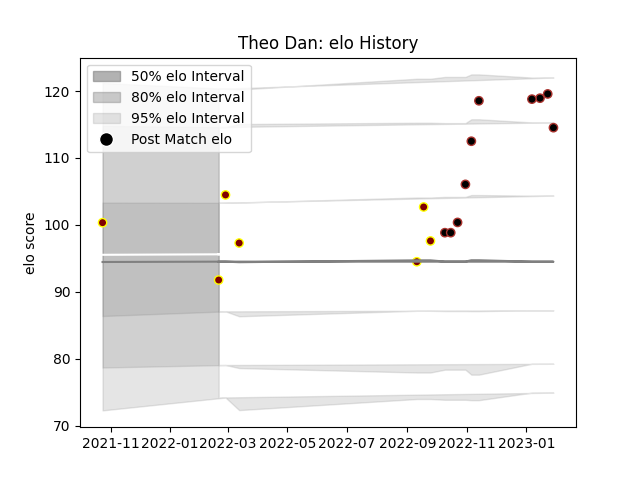 Theo Dan: elo History
50% elo Interval
80% elo Interval
95% elo Interval
Post Match elo
elo score
120
110
100
90
80
70
2021-11 2022-01 2022-03 2022-05 2022-07 2022-09 2022-11 2023-01